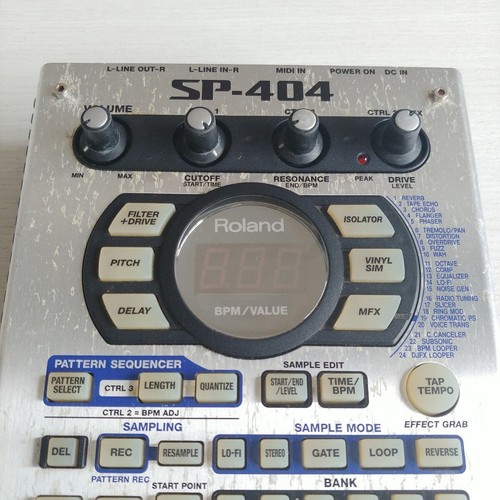 L-LINE OUT-R L-LINE IN-R MIDI IN POWER ON DC IN
SP-404
VOLUME 1 CTRL X
MIN MAX CUTOFF START/TIME RESONANCE END/BPM PEAK DRIVE LEVEL
1 REVERB
2 TAPE ECHO
3 CHORUS
4 FLANGER
5 PHASER
6 TREMOLO/PAN
7 DISTORTION
8 OVERDRIVE
9 FUZZ
10 WAH
11 OCTAVE
12 COMP
13 EQUALIZER
14 LO-FI
15 NOISE GEN
16 RADIO TUNING
17 SLICER
18 RING MOD
19 CHROMATIC PS
20 VOICE TRANS
21 C.CANCELER
22 SUBSONIC
23 BPM LOOPER
24 DJFX LOOPER
FILTER +DRIVE
PITCH
DELAY
Roland
BPM/VALUE
ISOLATOR
VINYL SIM
MFX
PATTERN SEQUENCER
PATTERN SELECT CTRL 3 LENGTH QUANTIZE
CTRL 2 = BPM ADJ
SAMPLE EDIT
START/END /LEVEL TIME/ BPM
TAP TEMPO
EFFECT GRAB
SAMPLING
DEL REC RESAMPLE
PATTERN REC START POINT
SAMPLE MODE
LO-FI STEREO GATE LOOP REVERSE
BANK